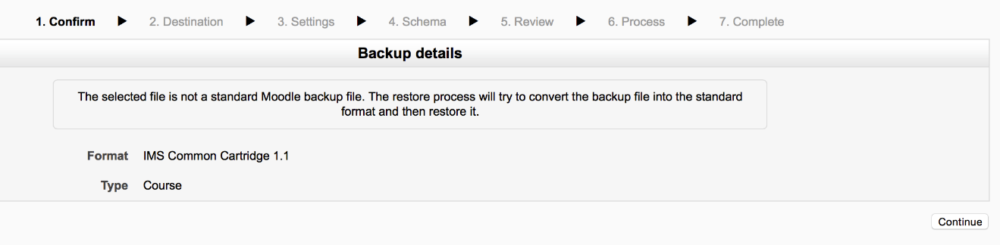 1. Confirm ► 2. Destination ► 3. Settings ► 4. Schema ► 5. Review ► 6. Process ► 7. Complete
Backup details
The selected file is not a standard Moodle backup file. The restore process will try to convert the backup file into the standard
format and then restore it.
Format IMS Common Cartridge 1.1
Type Course
Continue